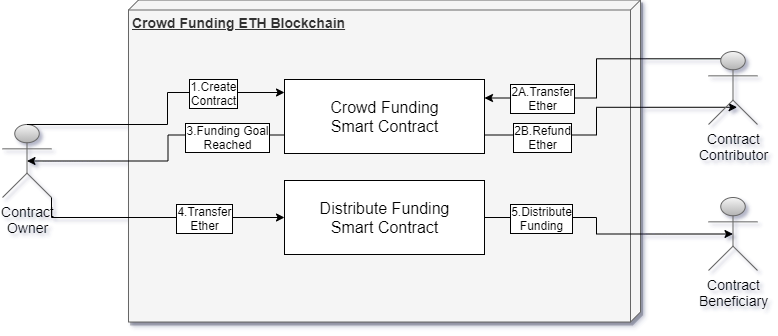 Crowd Funding ETH Blockchain
1.Create
Contract
Crowd Funding
Smart Contract
2A.Transfer
Ether
3.Funding Goal
Reached
2B.Refund
Ether
Contract
Contributor
Contract
Owner
4.Transfer
Ether
Distribute Funding
Smart Contract
5.Distribute
Funding
Contract
Beneficiary